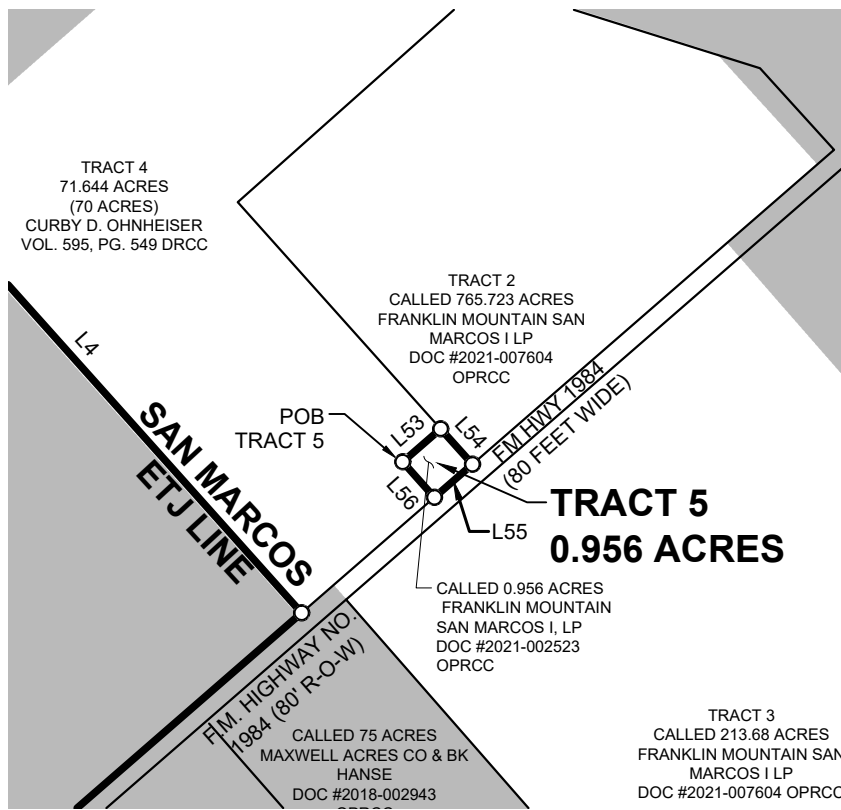 TRACT 4
71.644 ACRES
(70 ACRES)
CURBY D. OHNHEISER
VOL. 595, PG. 549 DRCC
TRACT 2
CALLED 765.723 ACRES
FRANKLIN MOUNTAIN SAN
MARCOS I LP
DOC #2021-007604
OPRCC
L4
SAN MARCOS
ETJ LINE
POB
TRACT 5
L53
L54
L56
L55
FM HWY 1984
(80 FEET WIDE)
TRACT 5
0.956 ACRES
CALLED 0.956 ACRES
FRANKLIN MOUNTAIN
SAN MARCOS I, LP
DOC #2021-002523
OPRCC
F.M. HIGHWAY NO.
1984 (80' R-O-W)
CALLED 75 ACRES
MAXWELL ACRES CO & BK
HANSE
DOC #2018-002943
OPRCC
TRACT 3
CALLED 213.68 ACRES
FRANKLIN MOUNTAIN SAN
MARCOS I LP
DOC #2021-007604 OPRCC